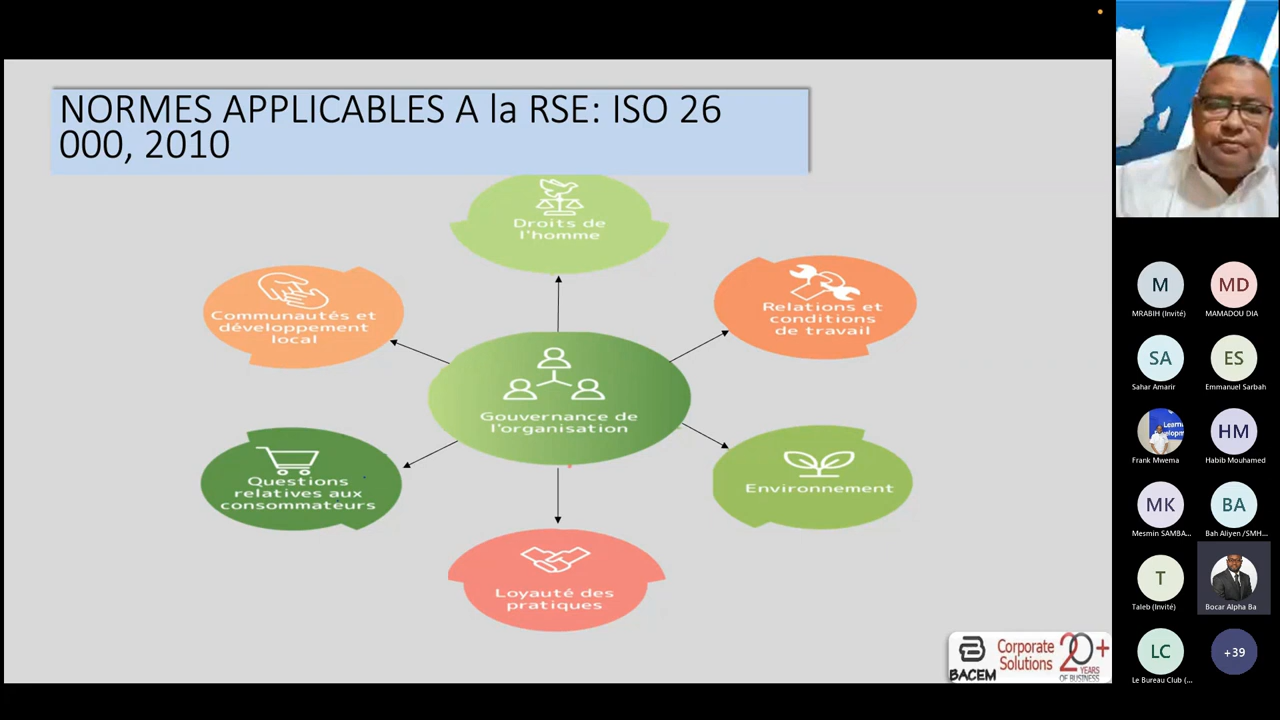 NORMES APPLICABLES A la RSE: ISO 26
000, 2010
Droits de
l'homme
Communautés et
développement
local
Relations et
conditions
de travail
Gouvernance de
l'organisation
Questions
relatives aux
consommateurs
Environnement
Loyauté des
pratiques
BACEM
Corporate
Solutions
20+
YEARS
OF BUSINESS
M
MRABIH (Invité)
MD
MAMADOU DIA
SA
Sahar Amarir
ES
Emmanuel Sarbah
Frank Mwema
HM
Habib Mouhamed
MK
Mesmin SAMBA...
BA
Bah Aliyen /SMH...
T
Taleb (Invité)
Bocar Alpha Ba
LC
Le Bureau Club (...
+39